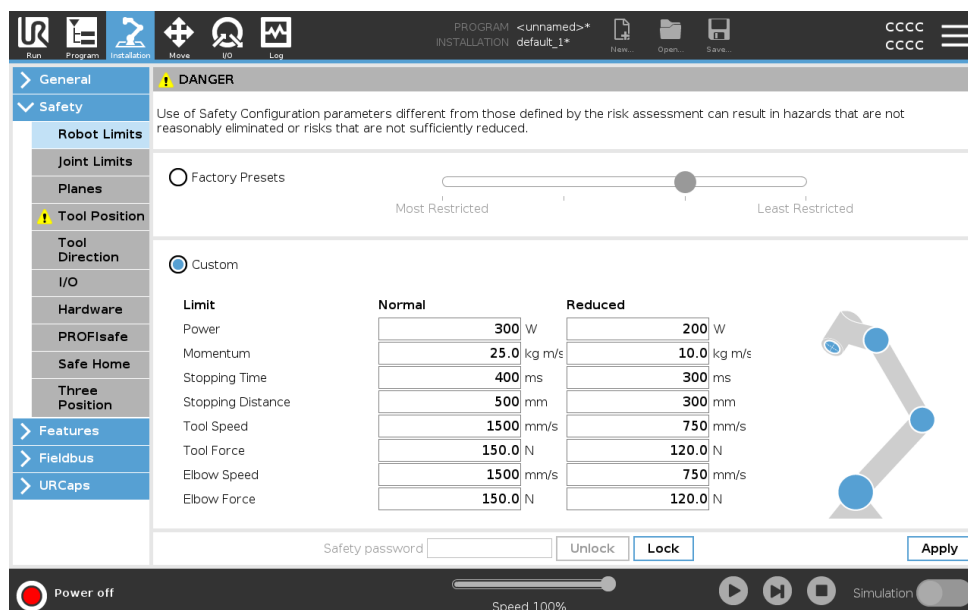 UR
Run
Program
Installation
Move
I/O
Log
PROGRAM <unnamed>*
INSTALLATION default_1*
New...
Open...
Save...
CCCC
CCCC
General
Safety
Robot Limits
Joint Limits
Planes
Tool Position
Tool
Direction
I/O
Hardware
PROFIsafe
Safe Home
Three
Position
Features
Fieldbus
URCaps
DANGER
Use of Safety Configuration parameters different from those defined by the risk assessment can result in hazards that are not
reasonably eliminated or risks that are not sufficiently reduced.
Factory Presets
Most Restricted Least Restricted
Custom
Limit Normal Reduced
Power 300 W 200 W
Momentum 25.0 kg m/s 10.0 kg m/s
Stopping Time 400 ms 300 ms
Stopping Distance 500 mm 300 mm
Tool Speed 1500 mm/s 750 mm/s
Tool Force 150.0 N 120.0 N
Elbow Speed 1500 mm/s 750 mm/s
Elbow Force 150.0 N 120.0 N
Safety password Unlock Lock Apply
Power off
Speed 100%
Simulation